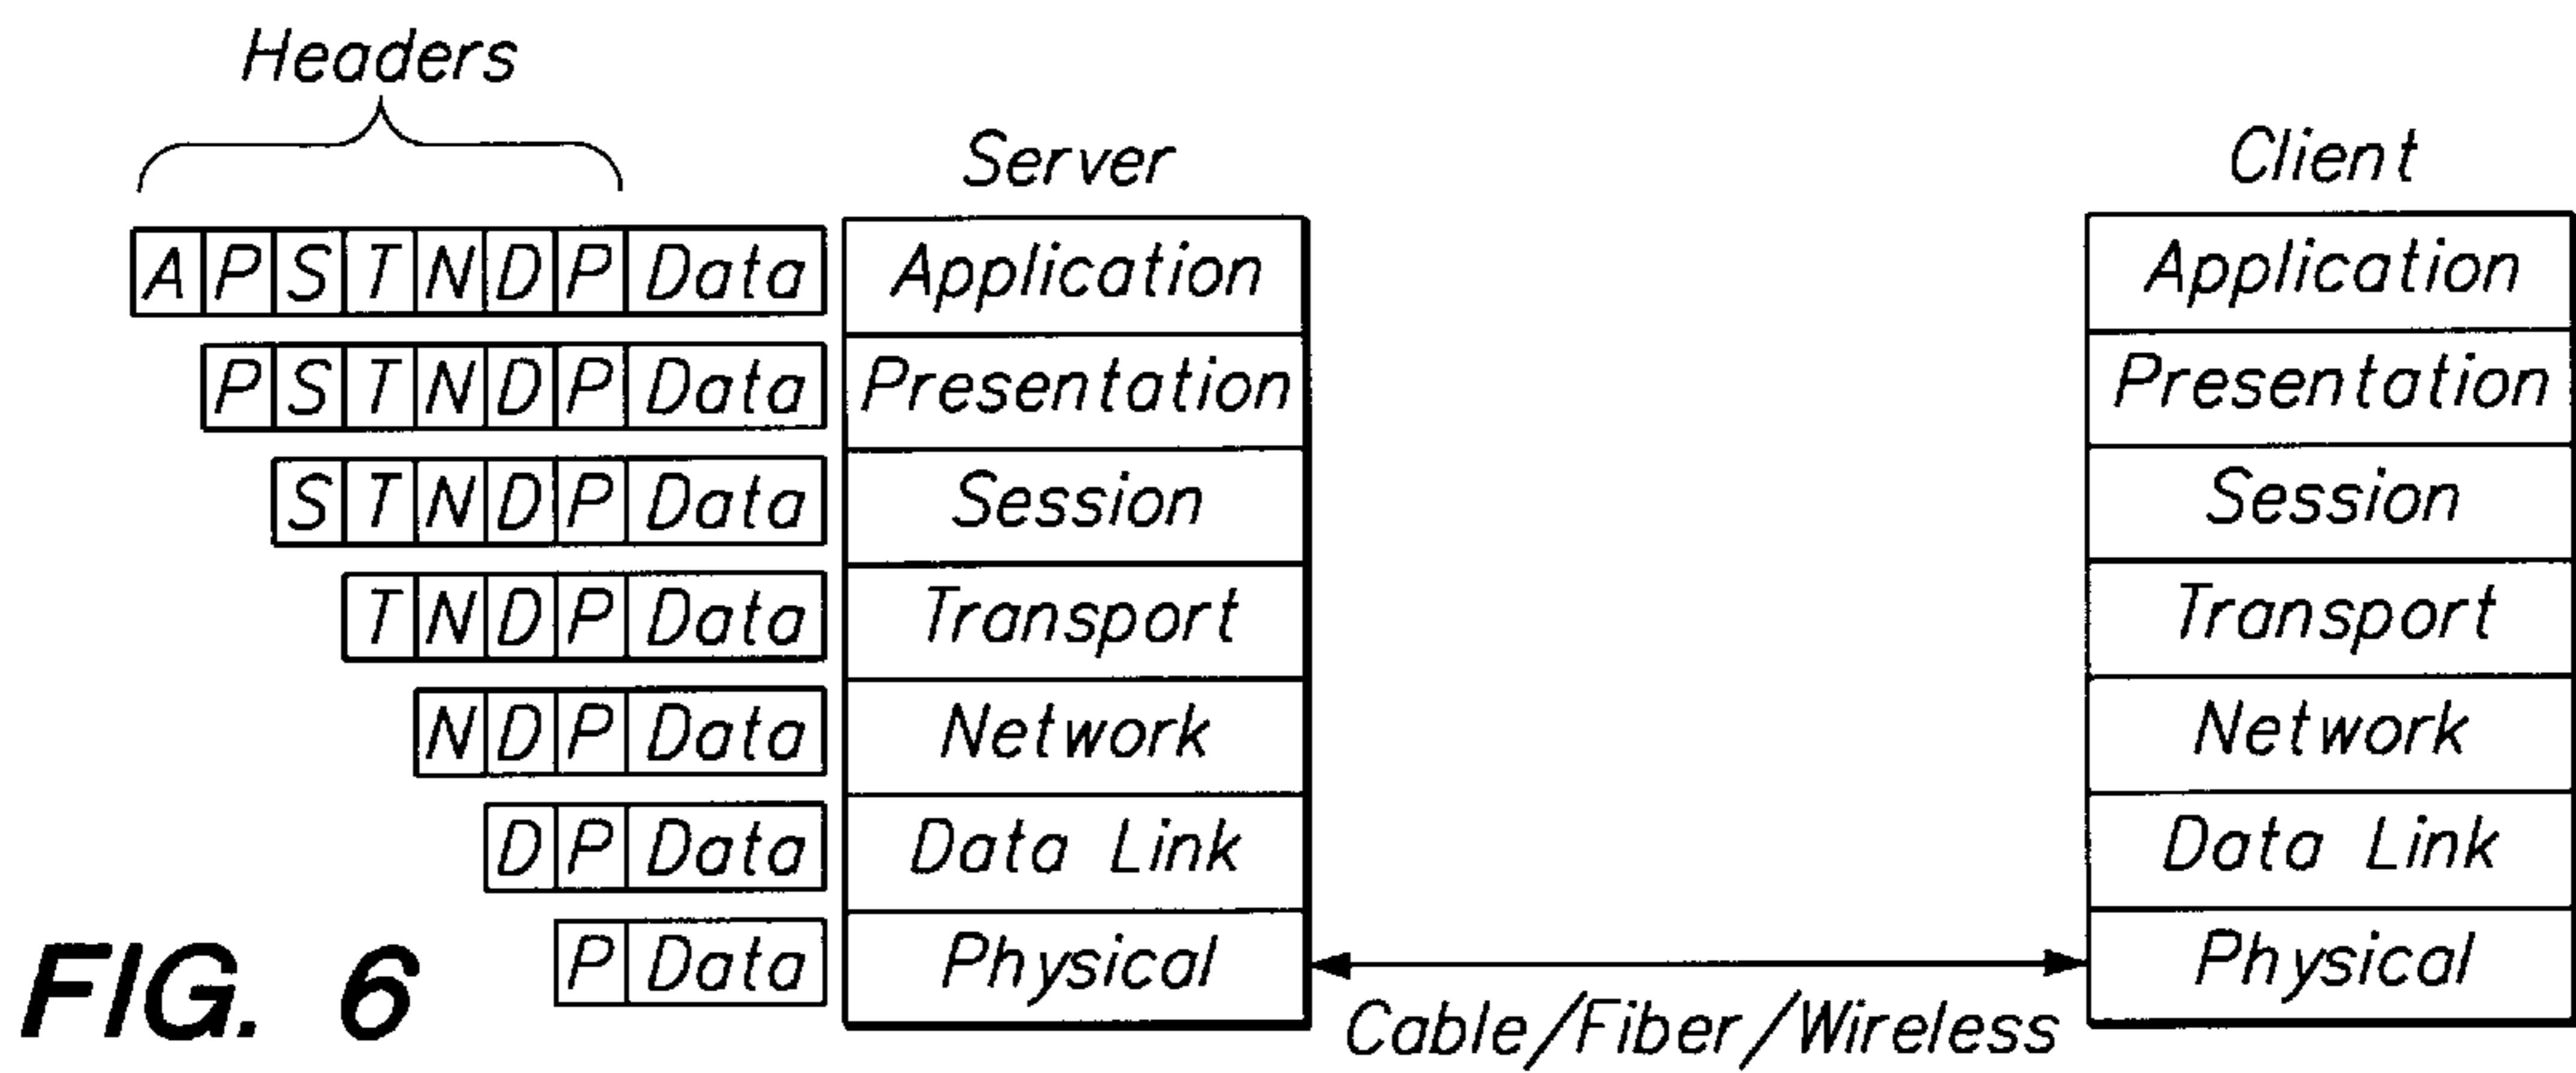 Headers
Server
Client
A P S T N D P Data Application Application
P S T N D P Data Presentation Presentation
S T N D P Data Session Session
T N D P Data Transport Transport
N D P Data Network Network
D P Data Data Link Data Link
P Data Physical Physical
Cable/Fiber/Wireless
FIG. 6